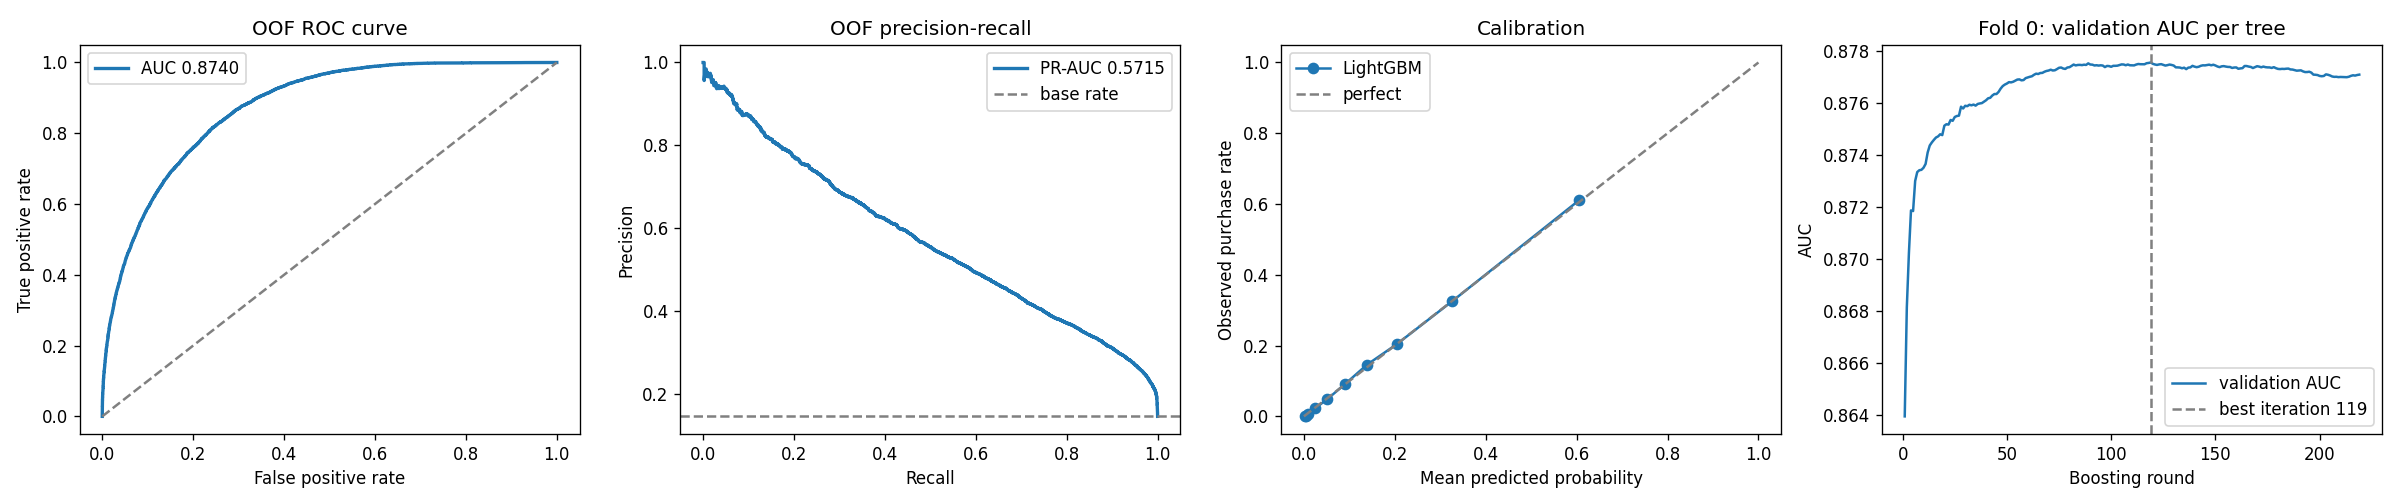 OOF ROC curve
AUC 0.8740
1.0
0.8
0.6
0.4
0.2
0.0
True positive rate
0.0 0.2 0.4 0.6 0.8 1.0
False positive rate
OOF precision-recall
PR-AUC 0.5715
base rate
1.0
0.8
0.6
0.4
0.2
Precision
0.0 0.2 0.4 0.6 0.8 1.0
Recall
Calibration
LightGBM
perfect
1.0
0.8
0.6
0.4
0.2
0.0
Observed purchase rate
0.0 0.2 0.4 0.6 0.8 1.0
Mean predicted probability
Fold 0: validation AUC per tree
0.878
0.876
0.874
0.872
0.870
0.868
0.866
0.864
AUC
validation AUC
best iteration 119
0 50 100 150 200
Boosting round